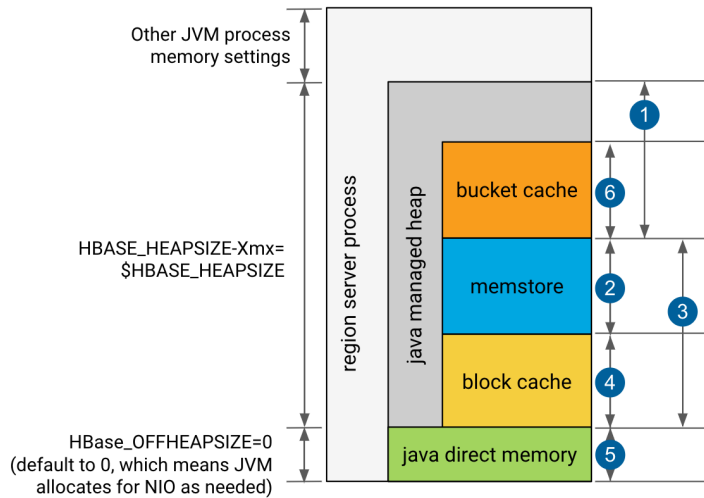 Other JVM process
memory settings
1
bucket cache
6
HBASE_HEAPSIZE-Xmx=
$HBASE_HEAPSIZE
region server process
java managed heap
memstore
2
3
block cache
4
HBase_OFFHEAPSIZE=0
(default to 0, which means JVM
allocates for NIO as needed)
java direct memory
5